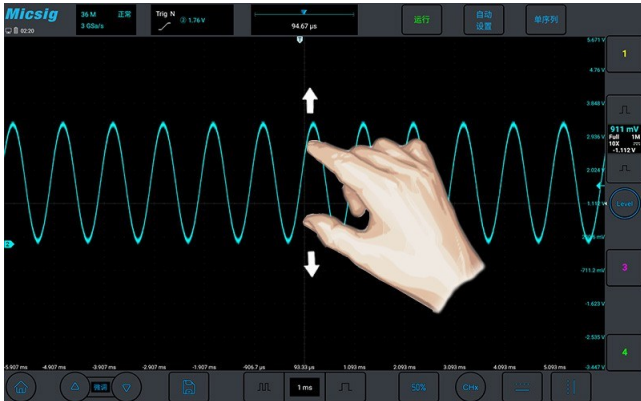 Micsig
36 M 正常
3 GSa/s
Trig N
③ 1.76 V
94.67 μs
运行
自动
设置
单序列
02:20
T
5.671 V
4.76 V
3.848 V
2.936 V
2.024 V
1.112 V
-711.2 mV
-1.623 V
-2.535 V
-3.447 V
1
911 mV
Full 1M
10X
-1.112 V
Level
3
4
2
-5.907 ms
-4.907 ms
-3.907 ms
-2.907 ms
-1.907 ms
-906.7 μs
93.33 μs
1.093 ms
2.093 ms
3.093 ms
4.093 ms
5.093 ms
微调
1 ms
50%
CHx